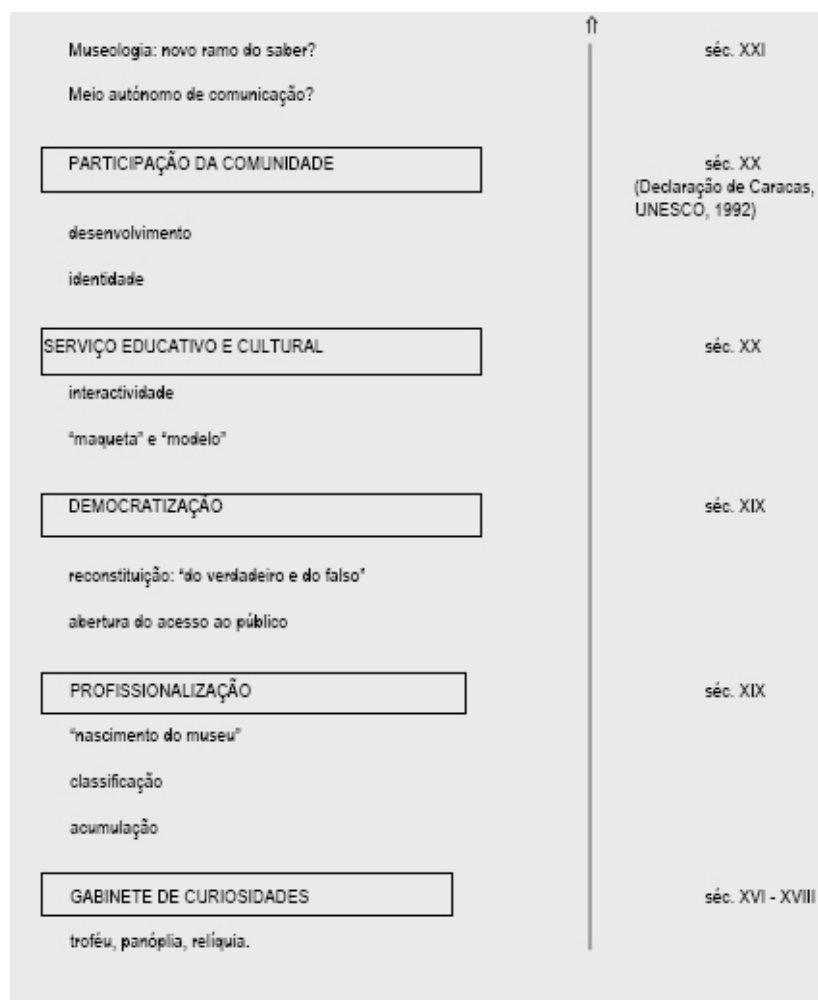 ⇑
Museologia: novo ramo do saber? séc. XXI
Meio autónomo de comunicação?
PARTICIPAÇÃO DA COMUNIDADE séc. XX
(Declaração de Caracas,
UNESCO, 1992)
desenvolvimento
identidade
SERVIÇO EDUCATIVO E CULTURAL séc. XX
interactividade
"maqueta" e "modelo"
DEMOCRATIZAÇÃO séc. XIX
reconstituição: "do verdadeiro e do falso"
abertura do acesso ao público
PROFISSIONALIZAÇÃO séc. XIX
"nascimento do museu"
classificação
acumulação
GABINETE DE CURIOSIDADES séc. XVI - XVIII
troféu, panóplia, relíquia.